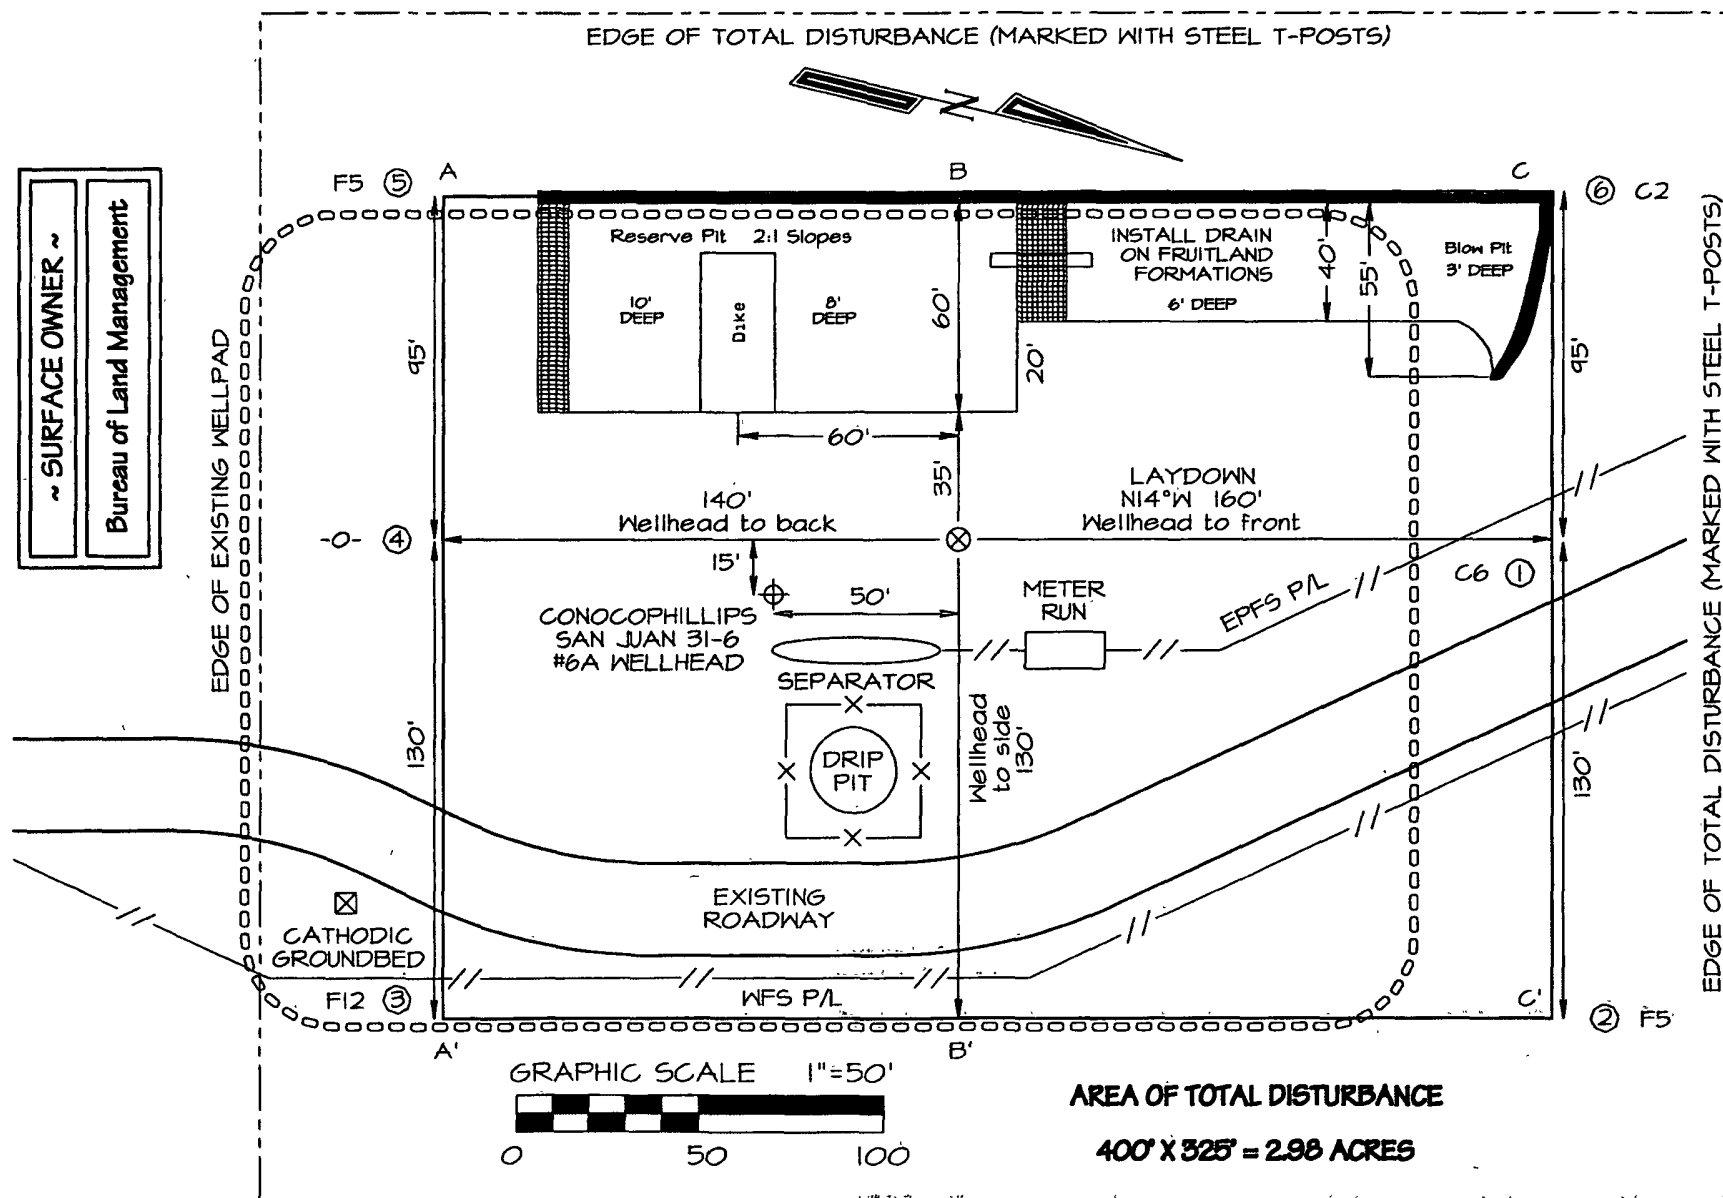 EDGE OF TOTAL DISTURBANCE (MARKED WITH STEEL T-POSTS)
N
~ SURFACE OWNER ~
Bureau of Land Management
EDGE OF EXISTING WELLPAD
EDGE OF TOTAL DISTURBANCE (MARKED WITH STEEL T-POSTS)
F5 5
A
B
C
6 C2
Reserve Pit 2:1 Slopes
10'
DEEP
Dike
8'
DEEP
60'
20'
INSTALL DRAIN
ON FRUITLAND
FORMATIONS
6' DEEP
40'
55'
Blow Pit
3' DEEP
95'
95'
60'
35'
140'
Wellhead to back
LAYDOWN
N14°W 160'
Wellhead to front
-0- 4
15'
C6 1
50'
METER
RUN
EPFS P/L
CONOCOPHILLIPS
SAN JUAN 31-6
#6A WELLHEAD
SEPARATOR
DRIP
PIT
Wellhead
to side
130'
130'
130'
EXISTING
ROADWAY
CATHODIC
GROUNDBED
F12 3
WFS P/L
C'
2 F5
A'
B'
GRAPHIC SCALE 1"=50'
0 50 100
AREA OF TOTAL DISTURBANCE
400' X 325' = 2.98 ACRES